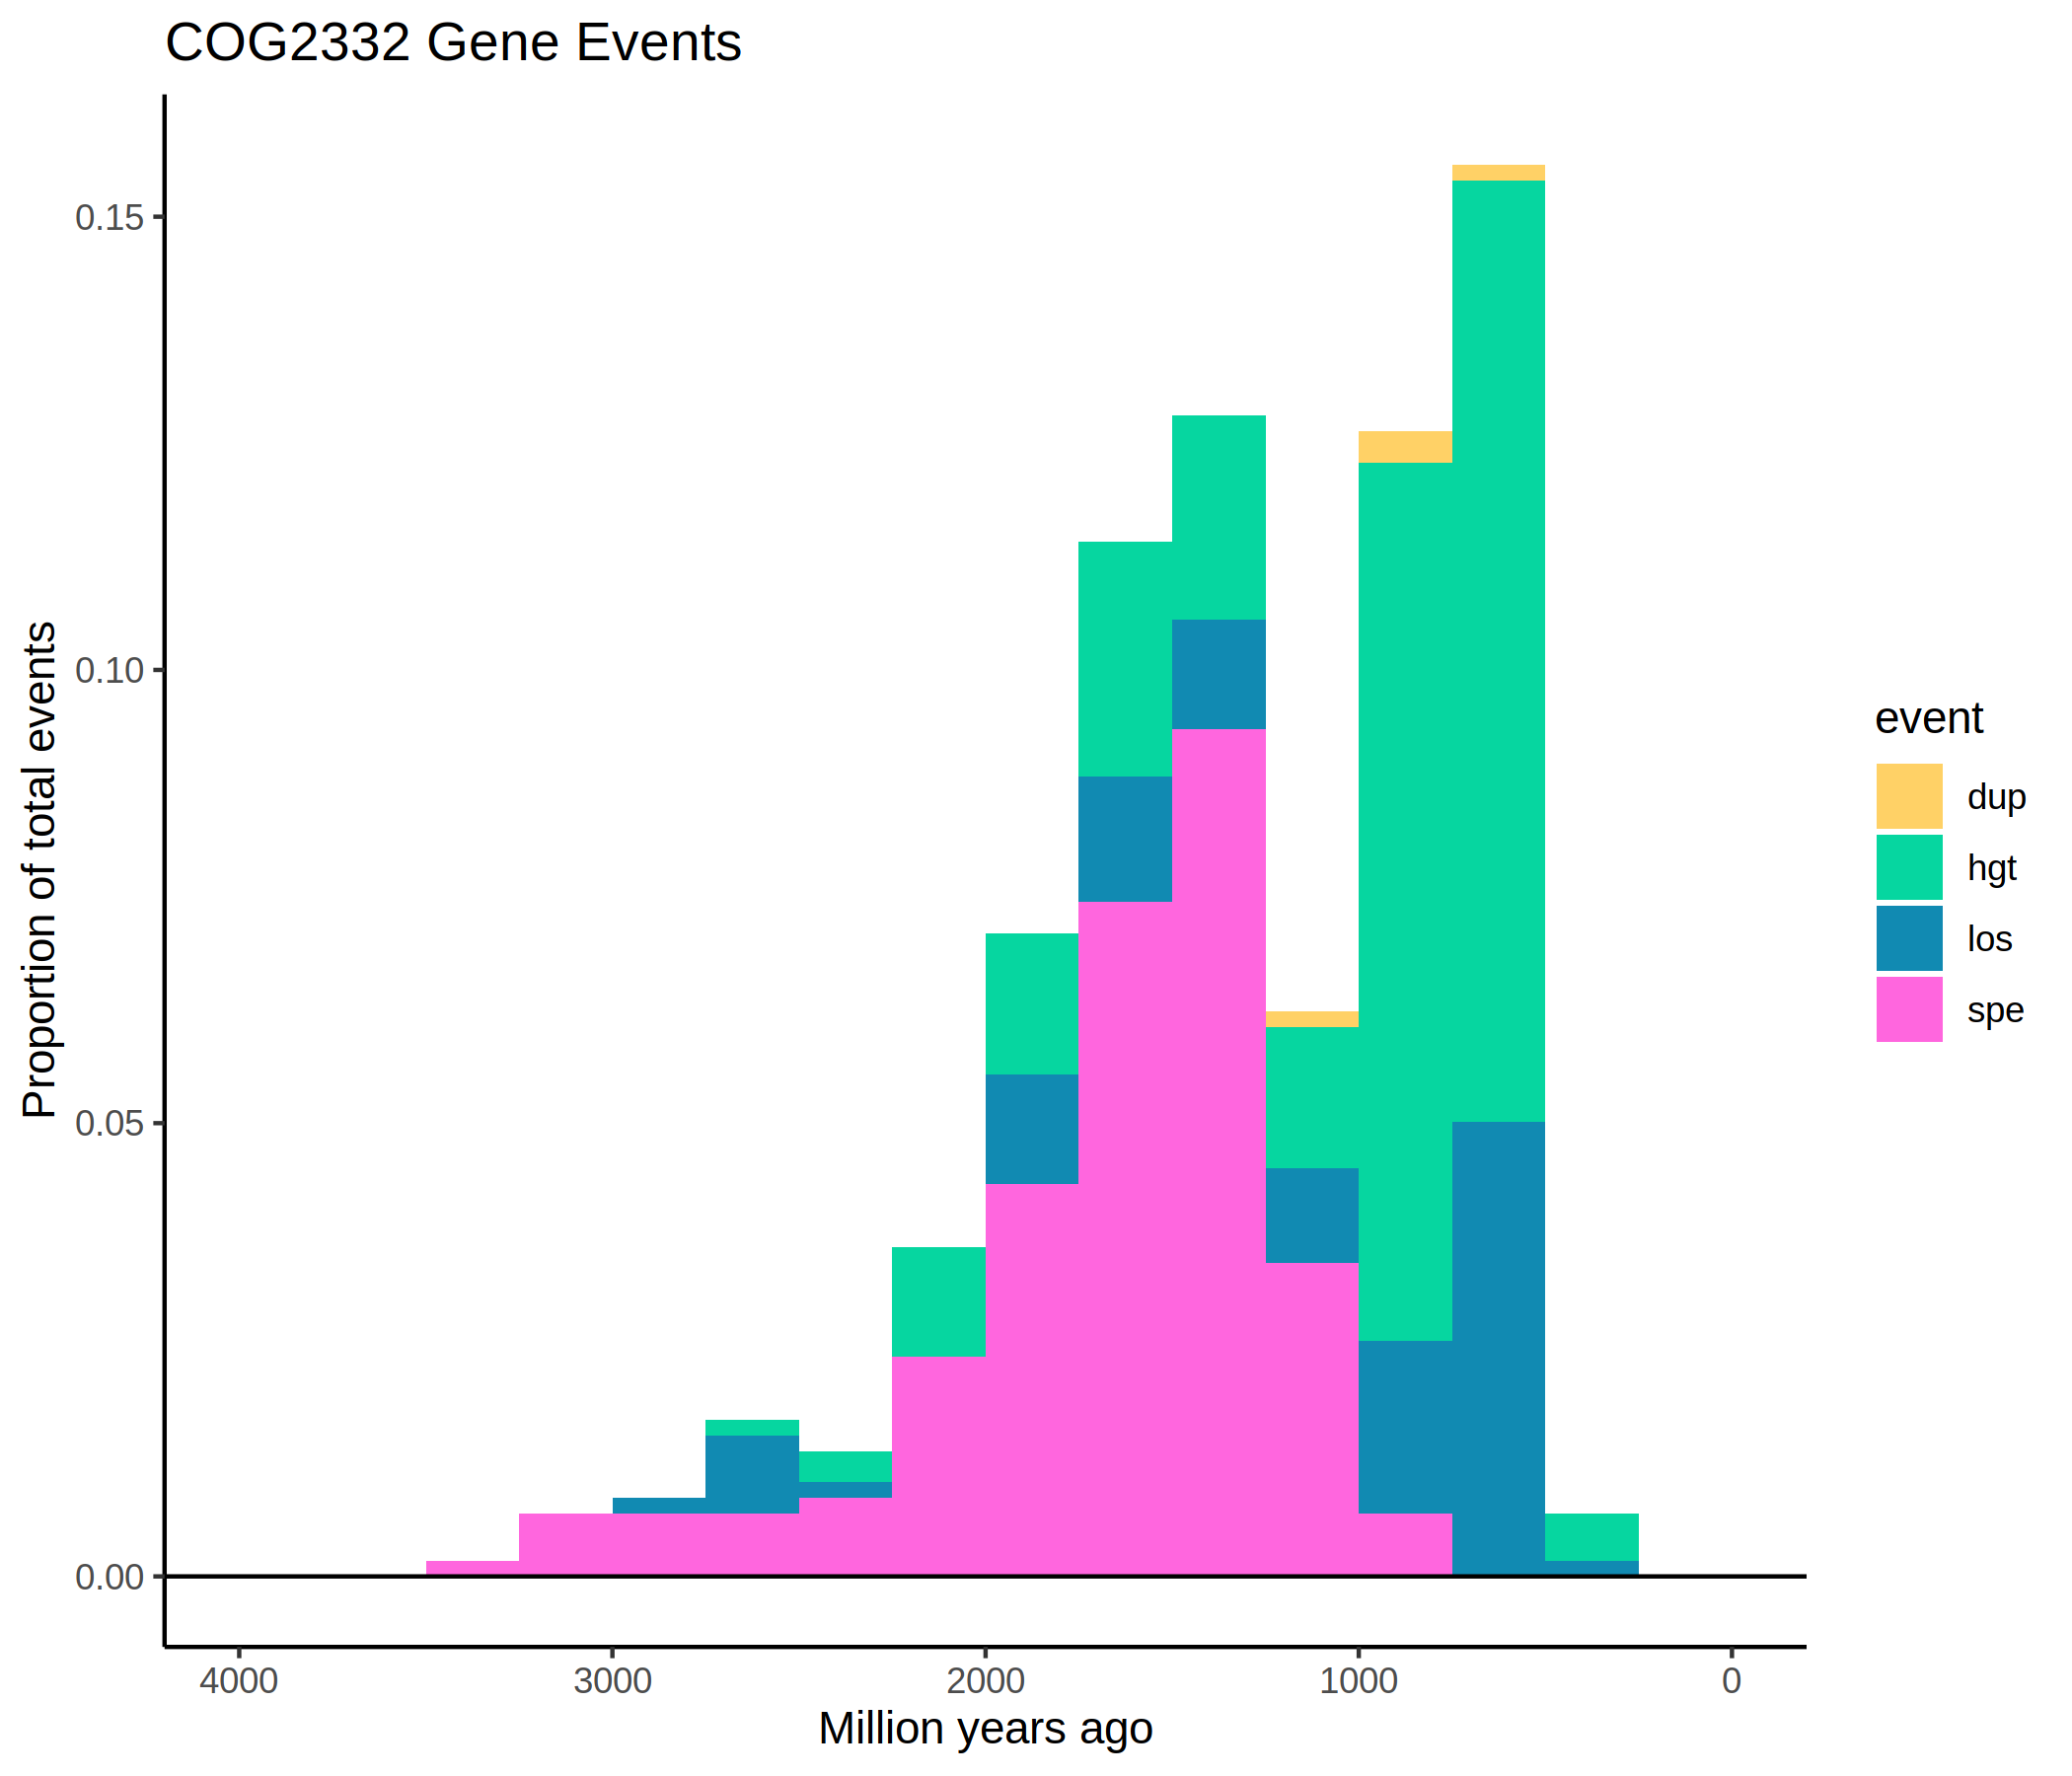 COG2332 Gene Events
Proportion of total events
0.15
0.10
0.05
0.00
4000 3000 2000 1000 0
Million years ago
event
dup
hgt
los
spe